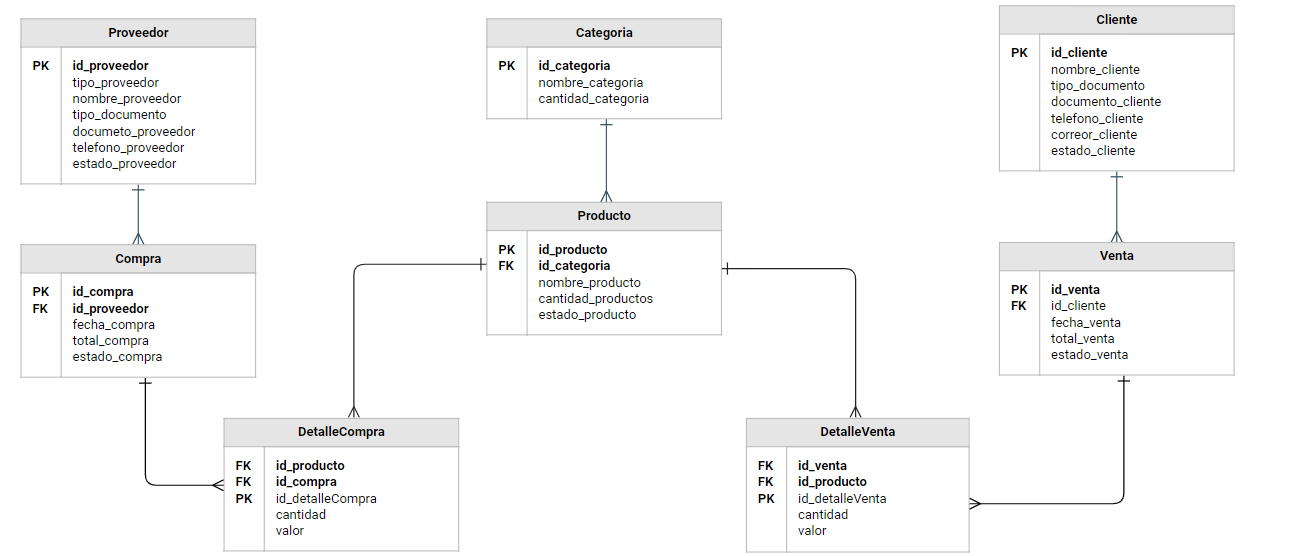 Proveedor
PK id_proveedor
tipo_proveedor
nombre_proveedor
tipo_documento
documeto_proveedor
telefono_proveedor
estado_proveedor
Categoria
PK id_categoria
nombre_categoria
cantidad_categoria
Cliente
PK id_cliente
nombre_cliente
tipo_documento
documento_cliente
telefono_cliente
correor_cliente
estado_cliente
Compra
PK id_compra
FK id_proveedor
fecha_compra
total_compra
estado_compra
Producto
PK id_producto
FK id_categoria
nombre_producto
cantidad_productos
estado_producto
Venta
PK id_venta
FK id_cliente
fecha_venta
total_venta
estado_venta
DetalleCompra
FK id_producto
FK id_compra
PK id_detalleCompra
cantidad
valor
DetalleVenta
FK id_venta
FK id_producto
PK id_detalleVenta
cantidad
valor